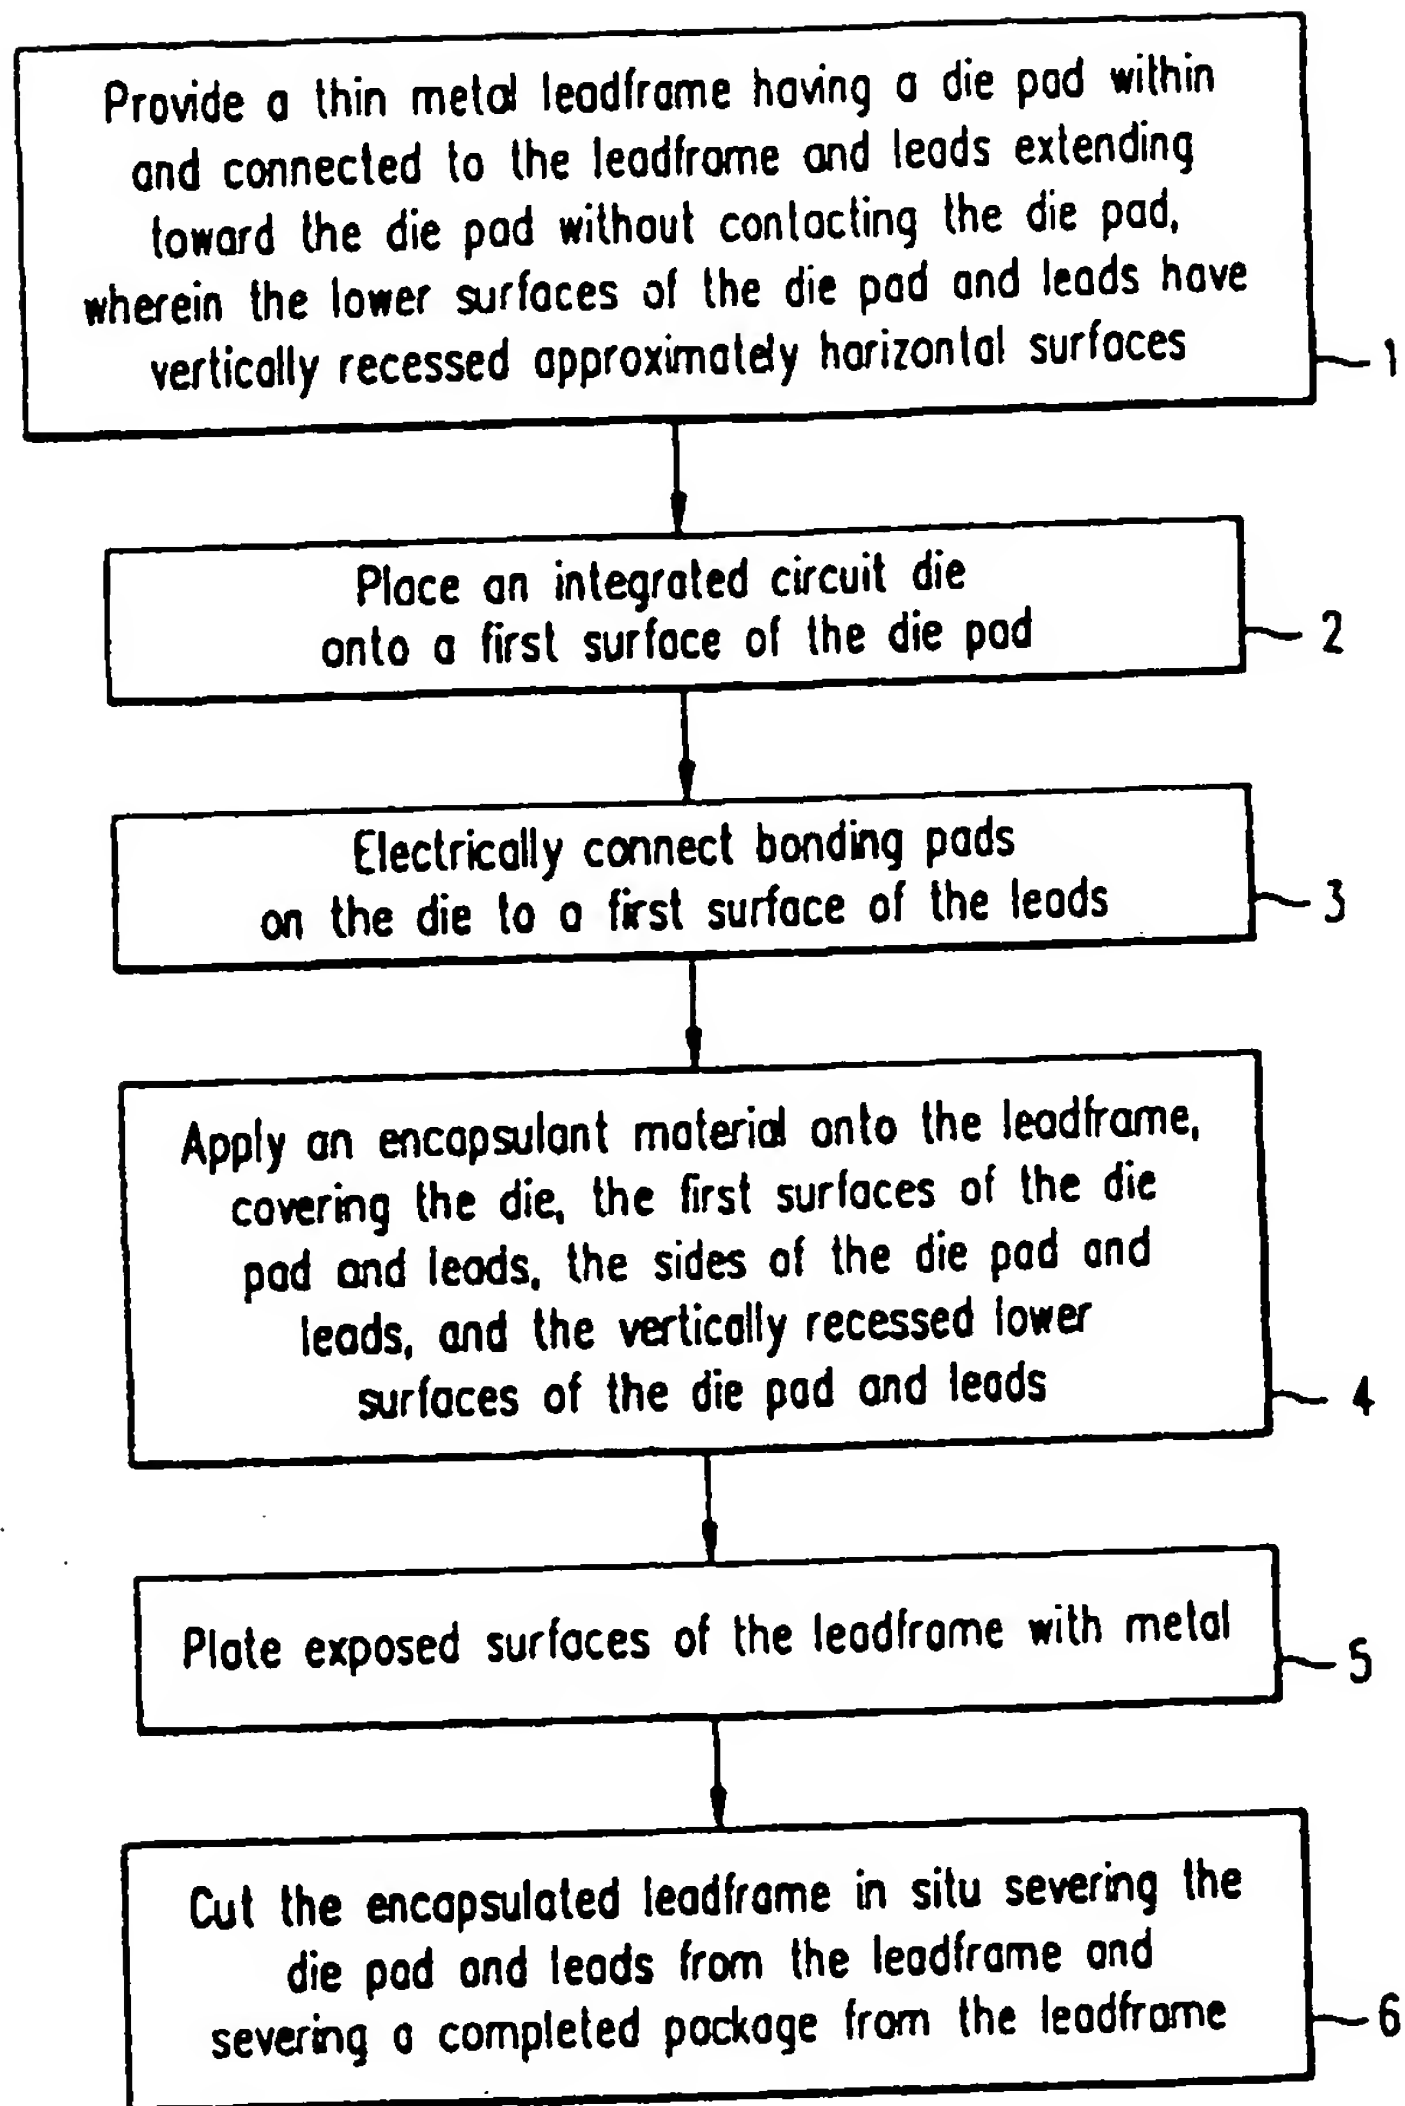 Provide a thin metal leadframe having a die pad within
and connected to the leadframe and leads extending
toward the die pad without contacting the die pad,
wherein the lower surfaces of the die pad and leads have
vertically recessed approximately horizontal surfaces
1
Place an integrated circuit die
onto a first surface of the die pad
2
Electrically connect bonding pads
on the die to a first surface of the leads
3
Apply an encapsulant material onto the leadframe,
covering the die, the first surfaces of the die
pad and leads, the sides of the die pad and
leads, and the vertically recessed lower
surfaces of the die pad and leads
4
Plate exposed surfaces of the leadframe with metal
5
Cut the encapsulated leadframe in situ severing the
die pad and leads from the leadframe and
severing a completed package from the leadframe
6